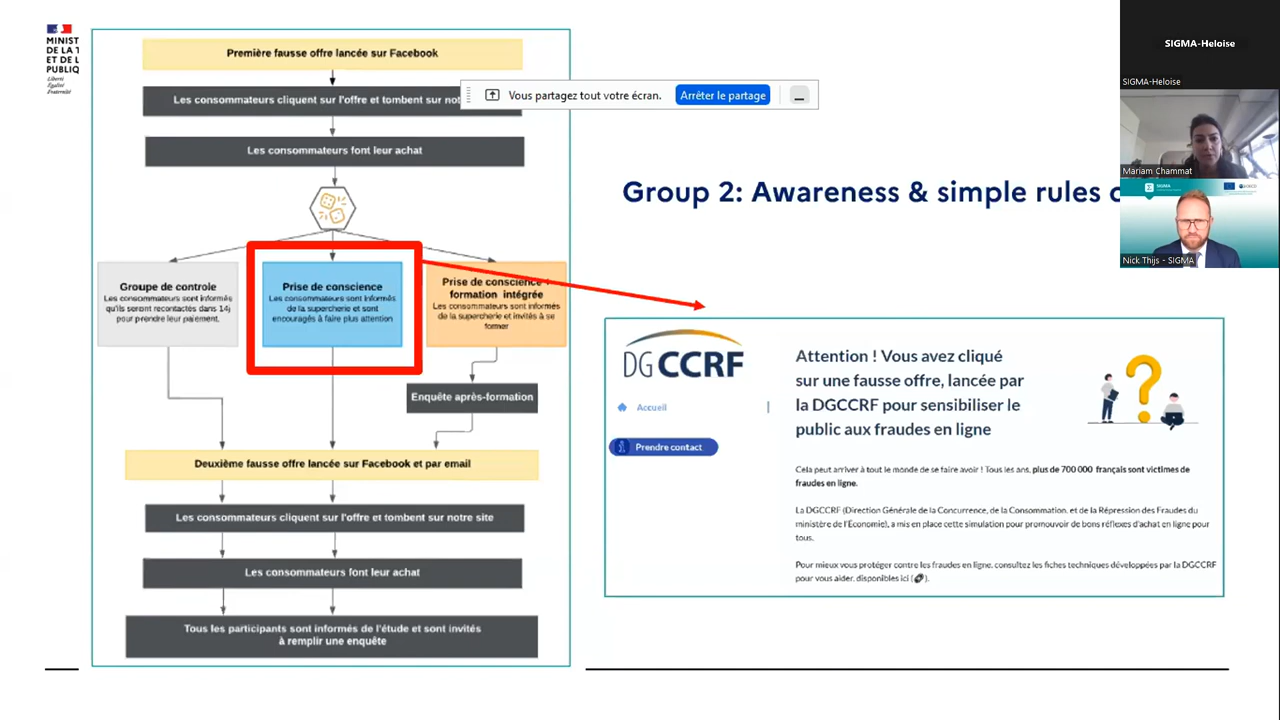 MINIST
DE LA T
ET DE L
PUBLIQ
Liberté
Égalité
Fraternité
Première fausse offre lancée sur Facebook
Les consommateurs cliquent sur l'offre et tombent sur not
Vous partagez tout votre écran.
Arrêter le partage
Les consommateurs font leur achat
Groupe de controle
Les consommateurs sont informés
qu'ils seront recontactés dans 14j
pour prendre leur paiement.
Prise de conscience
Les consommateurs sont informés
de la supercherie et sont
encouragés à faire plus attention
Prise de conscience +
formation intégrée
Les consommateurs sont informés
de la supercherie et invités à se
former
Enquête après-formation
Deuxième fausse offre lancée sur Facebook et par email
Les consommateurs cliquent sur l'offre et tombent sur notre site
Les consommateurs font leur achat
Tous les participants sont informés de l'étude et sont invités
à remplir une enquête
Group 2: Awareness & simple rules
DGCCRF
Accueil
Prendre contact
Attention ! Vous avez cliqué
sur une fausse offre, lancée par
la DGCCRF pour sensibiliser le
public aux fraudes en ligne
Cela peut arriver à tout le monde de se faire avoir ! Tous les ans, plus de 700 000 français sont victimes de
fraudes en ligne.
La DGCCRF (Direction Générale de la Concurrence, de la Consommation, et de la Répression des Fraudes du
ministère de l'Économie), a mis en place cette simulation pour promouvoir de bons réflexes d'achat en ligne pour
tous.
Pour mieux vous protéger contre les fraudes en ligne, consultez les fiches techniques développées par la DGCCRF
pour vous aider, disponibles ici ( ).
SIGMA-Heloise
SIGMA-Heloise
Mariam Chammat
SIGMA
OECD
Nick Thijs - SIGMA